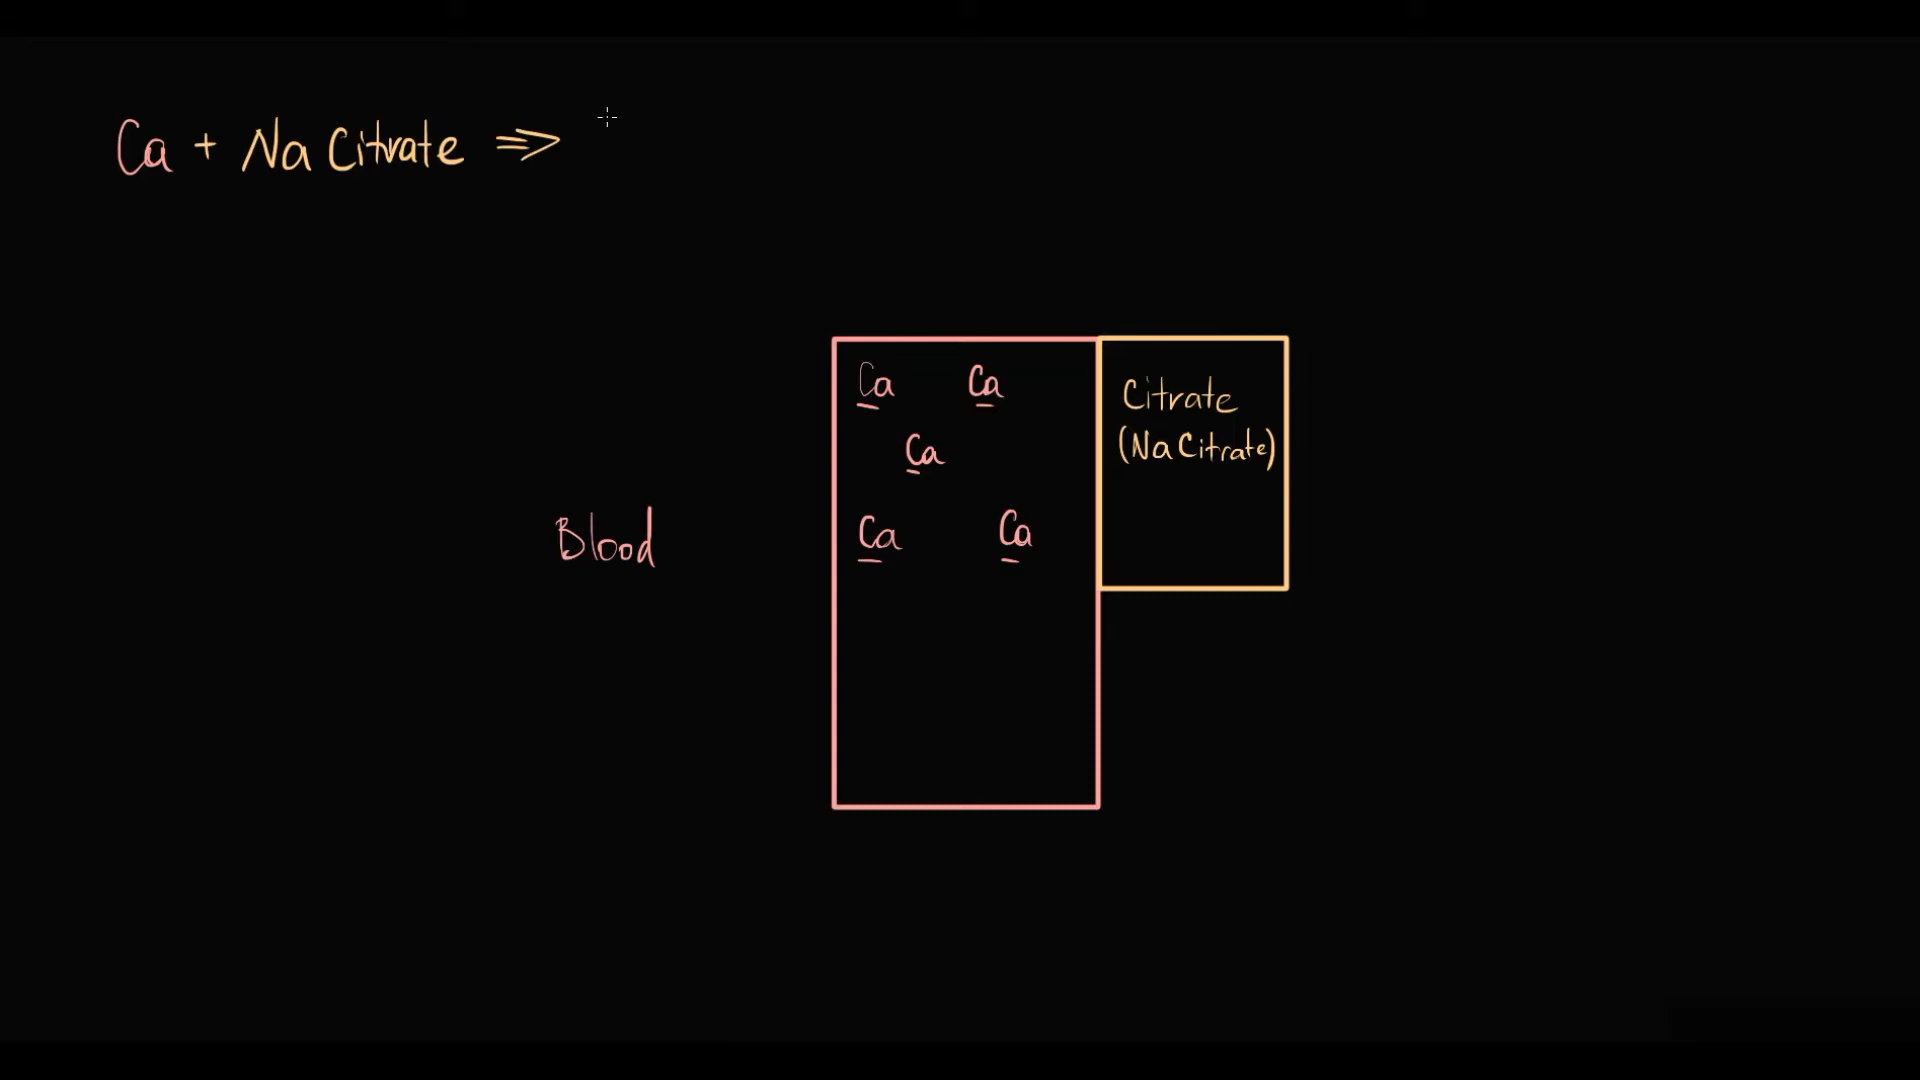 Ca + Na Citrate ⇒
Ca Ca
Ca
Ca Ca
Citrate
(Na Citrate)
Blood